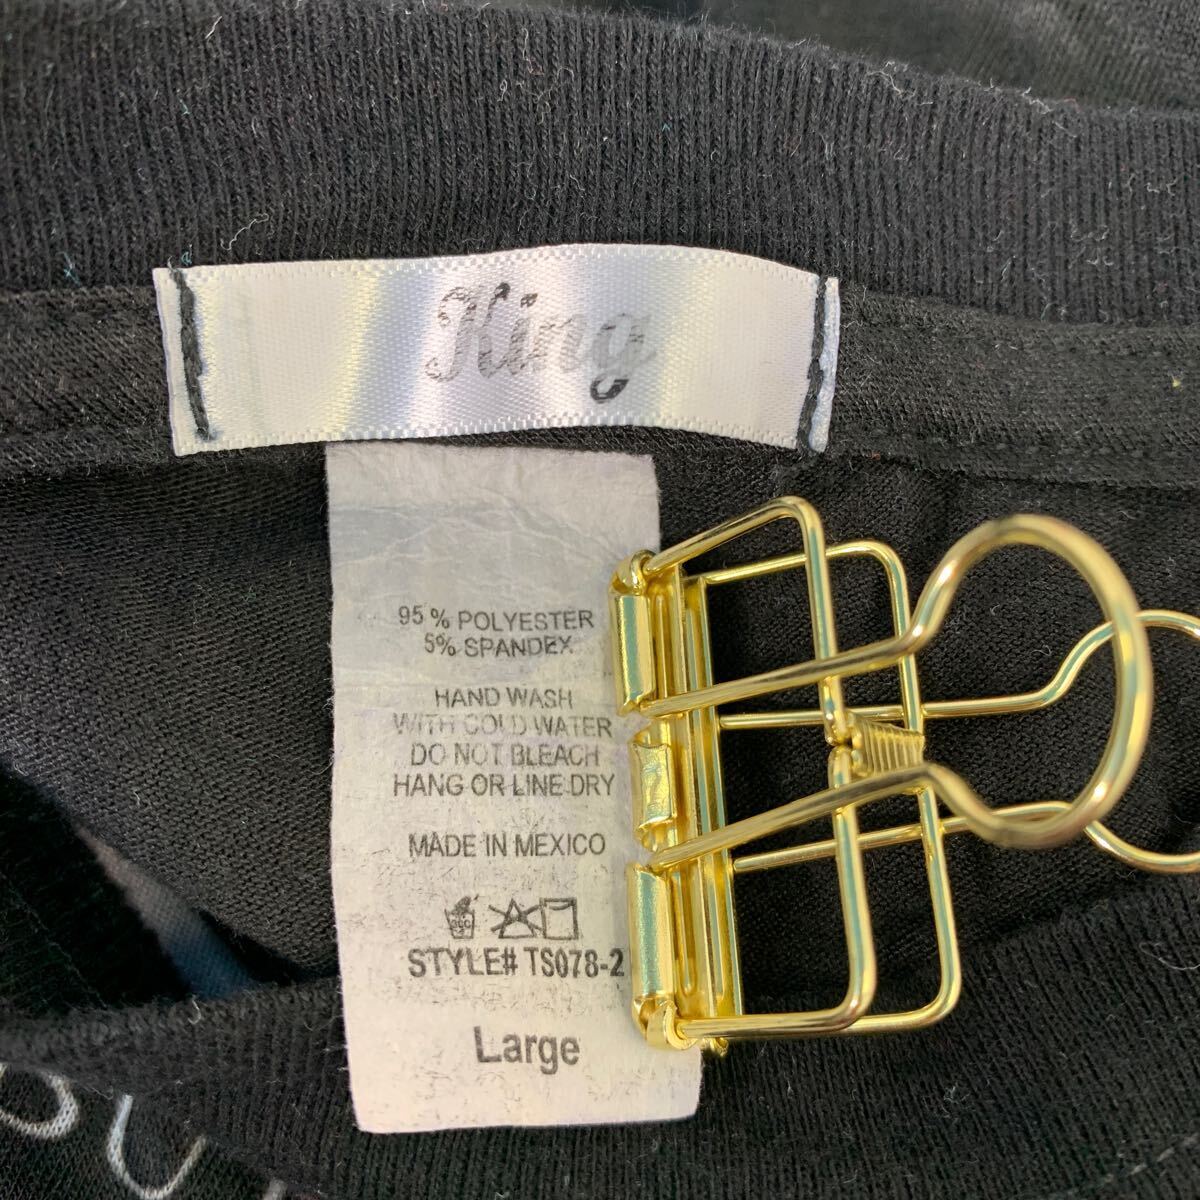 King
95 % POLYESTER
5% SPANDEX
HAND WASH
WITH COLD WATER
DO NOT BLEACH
HANG OR LINE DRY
MADE IN MEXICO
STYLE# TS078-2
Large